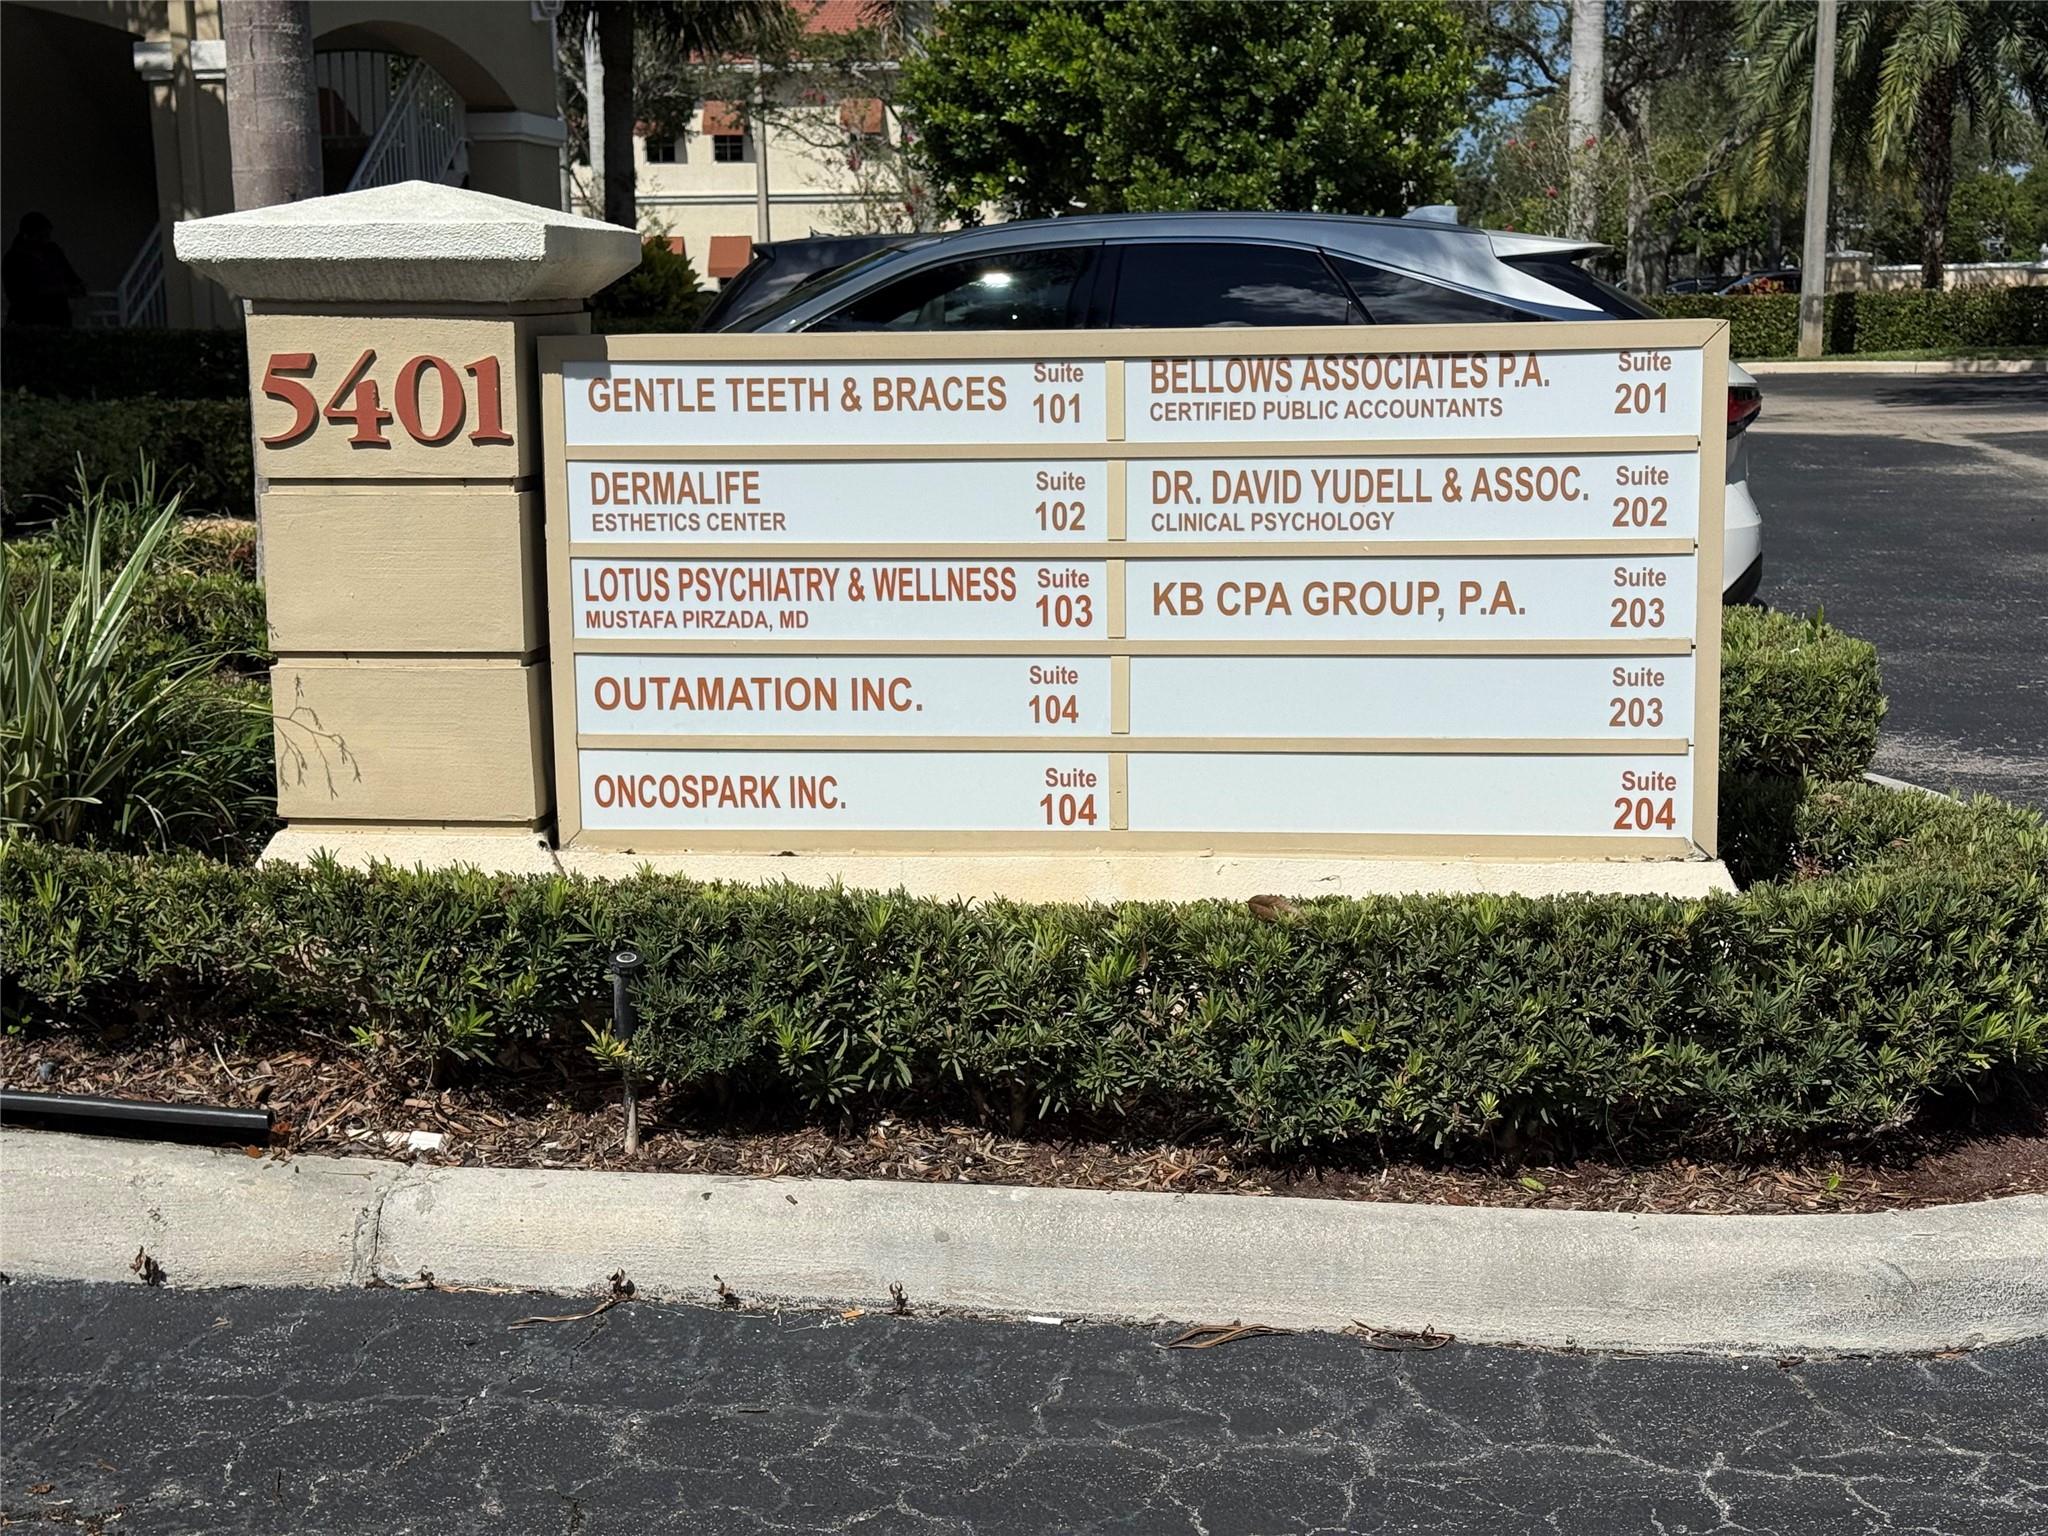 5401
GENTLE TEETH & BRACES
Suite
101
DERMALIFE
ESTHETICS CENTER
Suite
102
LOTUS PSYCHIATRY & WELLNESS
MUSTAFA PIRZADA, MD
Suite
103
OUTAMATION INC.
Suite
104
ONCOSPARK INC.
Suite
104
BELLOWS ASSOCIATES P.A.
CERTIFIED PUBLIC ACCOUNTANTS
Suite
201
DR. DAVID YUDELL & ASSOC.
CLINICAL PSYCHOLOGY
Suite
202
KB CPA GROUP, P.A.
Suite
203
Suite
203
Suite
204